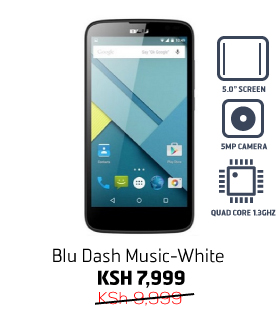 BLU
5.0" SCREEN
5MP CAMERA
QUAD CORE 1.3GHZ
Blu Dash Music-White
KSH 7,999
KSh 9,999